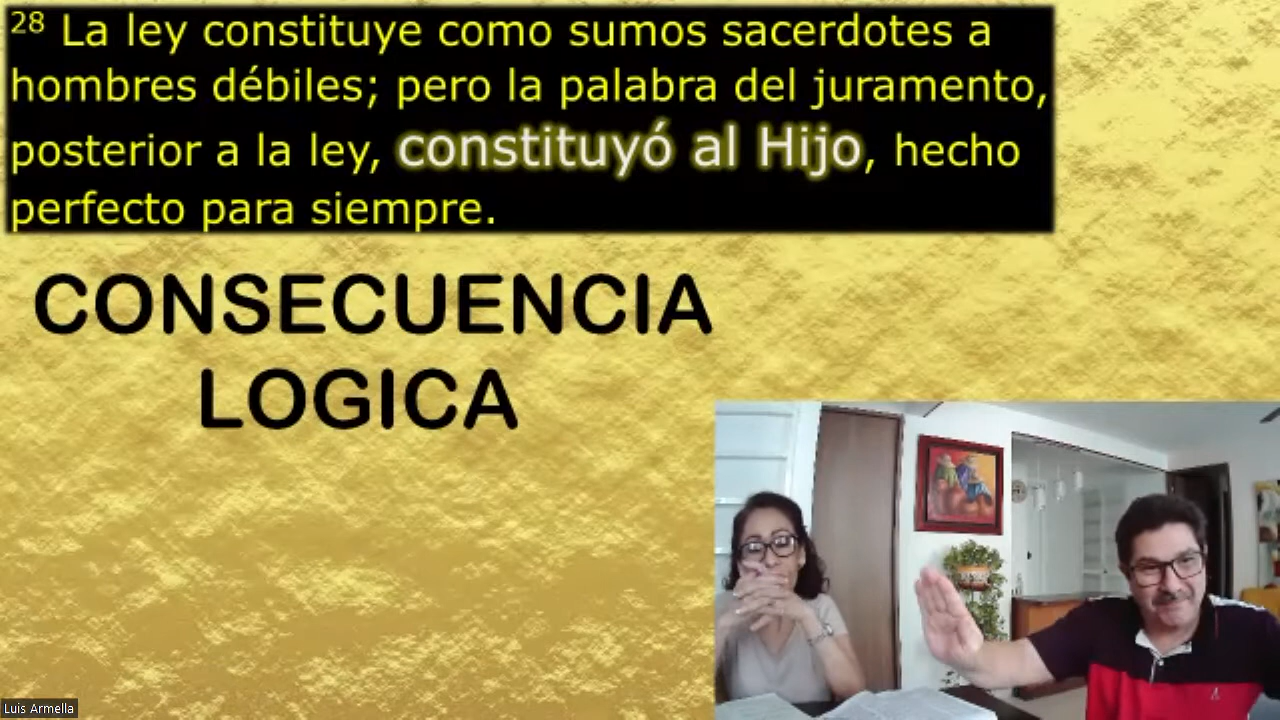 28 La ley constituye como sumos sacerdotes a
hombres débiles; pero la palabra del juramento,
posterior a la ley, constituyó al Hijo, hecho
perfecto para siempre.
CONSECUENCIA
LOGICA
Luis Armella